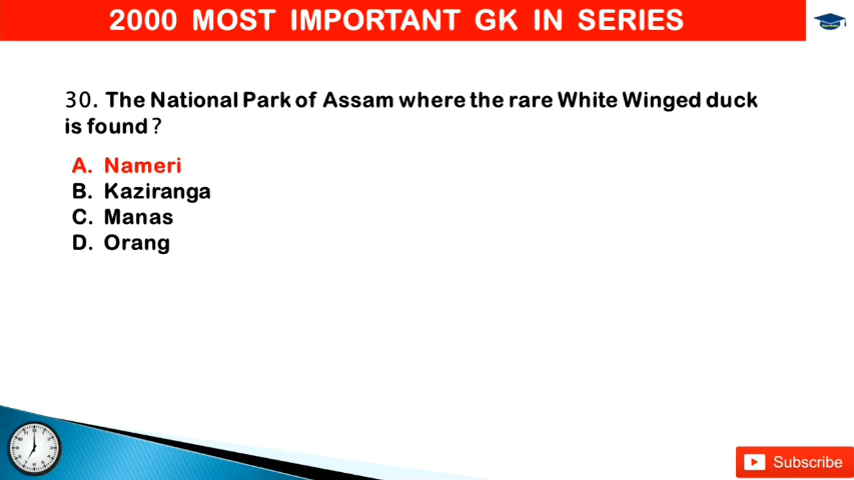 2000 MOST IMPORTANT GK IN SERIES
30. The National Park of Assam where the rare White Winged duck
is found?
A. Nameri
B. Kaziranga
C. Manas
D. Orang
Subscribe